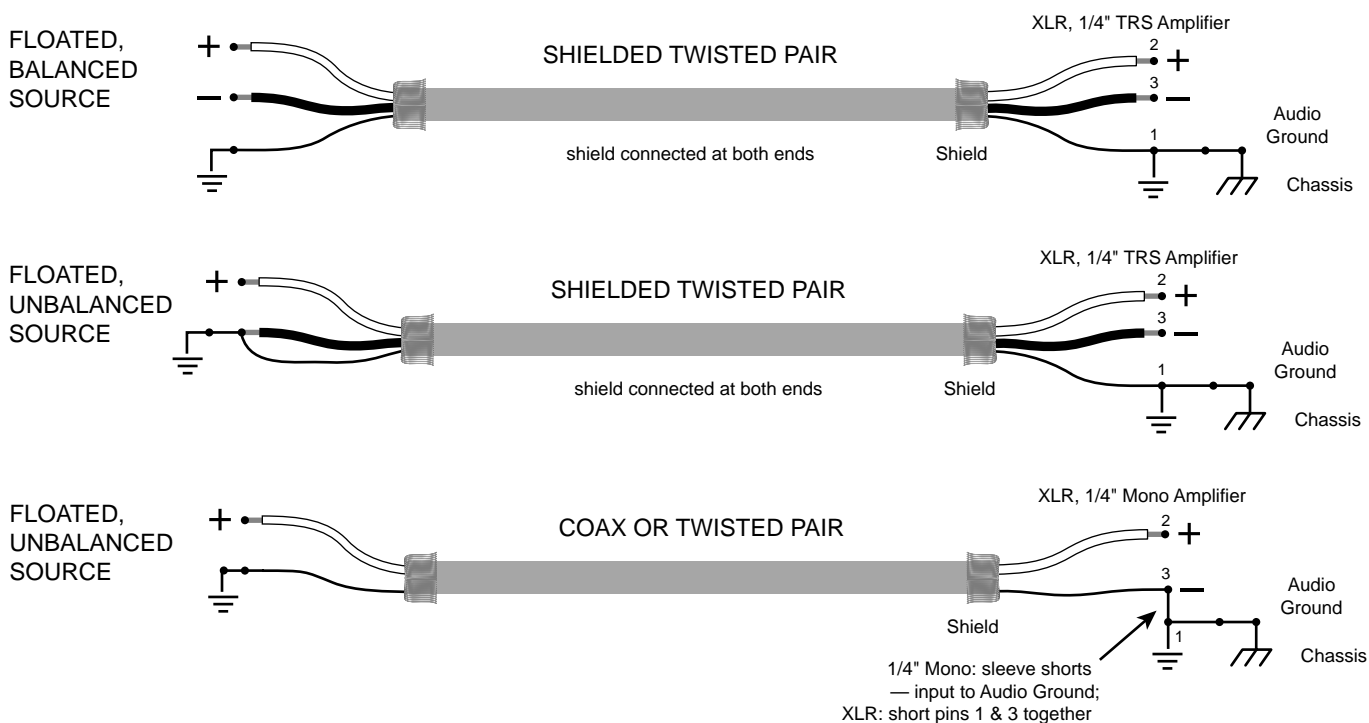 XLR, 1/4" TRS Amplifier
FLOATED,
BALANCED
SOURCE
+
—
SHIELDED TWISTED PAIR
2
+
3
—
shield connected at both ends
Shield
1
Audio
Ground
Chassis
XLR, 1/4" TRS Amplifier
FLOATED,
UNBALANCED
SOURCE
+
SHIELDED TWISTED PAIR
2
+
3
—
shield connected at both ends
Shield
1
Audio
Ground
Chassis
XLR, 1/4" Mono Amplifier
FLOATED,
UNBALANCED
SOURCE
+
COAX OR TWISTED PAIR
2
+
3
—
Shield
1
Audio
Ground
Chassis
1/4" Mono: sleeve shorts
— input to Audio Ground;
XLR: short pins 1 & 3 together